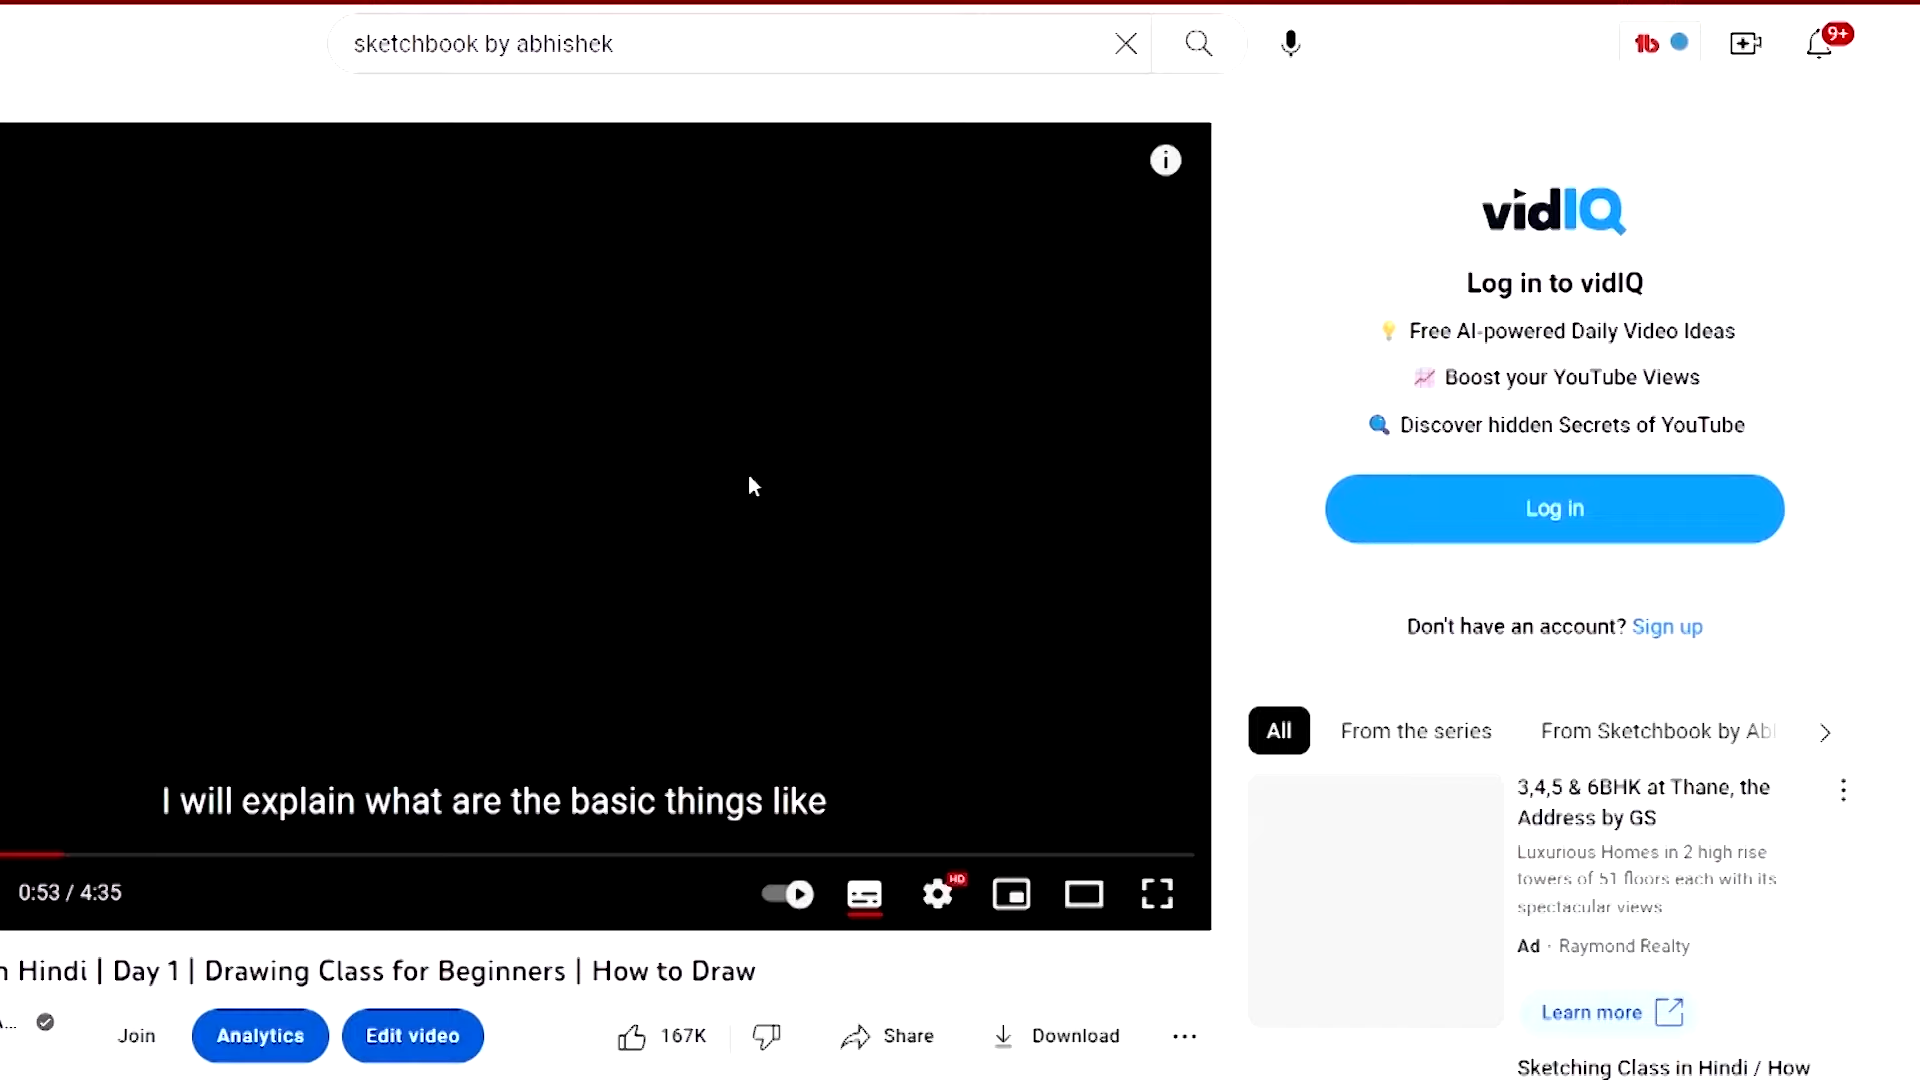 sketchbook by abhishek
9+
vidIQ
Log in to vidIQ
Free AI-powered Daily Video Ideas
Boost your YouTube Views
Discover hidden Secrets of YouTube
Log in
Don't have an account? Sign up
I will explain what are the basic things like
0:53 / 4:35
HD
n Hindi | Day 1 | Drawing Class for Beginners | How to Draw
A...
Join
Analytics
Edit video
167K
Share
Download
All
From the series
From Sketchbook by Ab
3,4,5 & 6BHK at Thane, the
Address by GS
Luxurious Homes in 2 high rise
towers of 51 floors each with its
spectacular views
Ad · Raymond Realty
Learn more
Sketching Class in Hindi / How